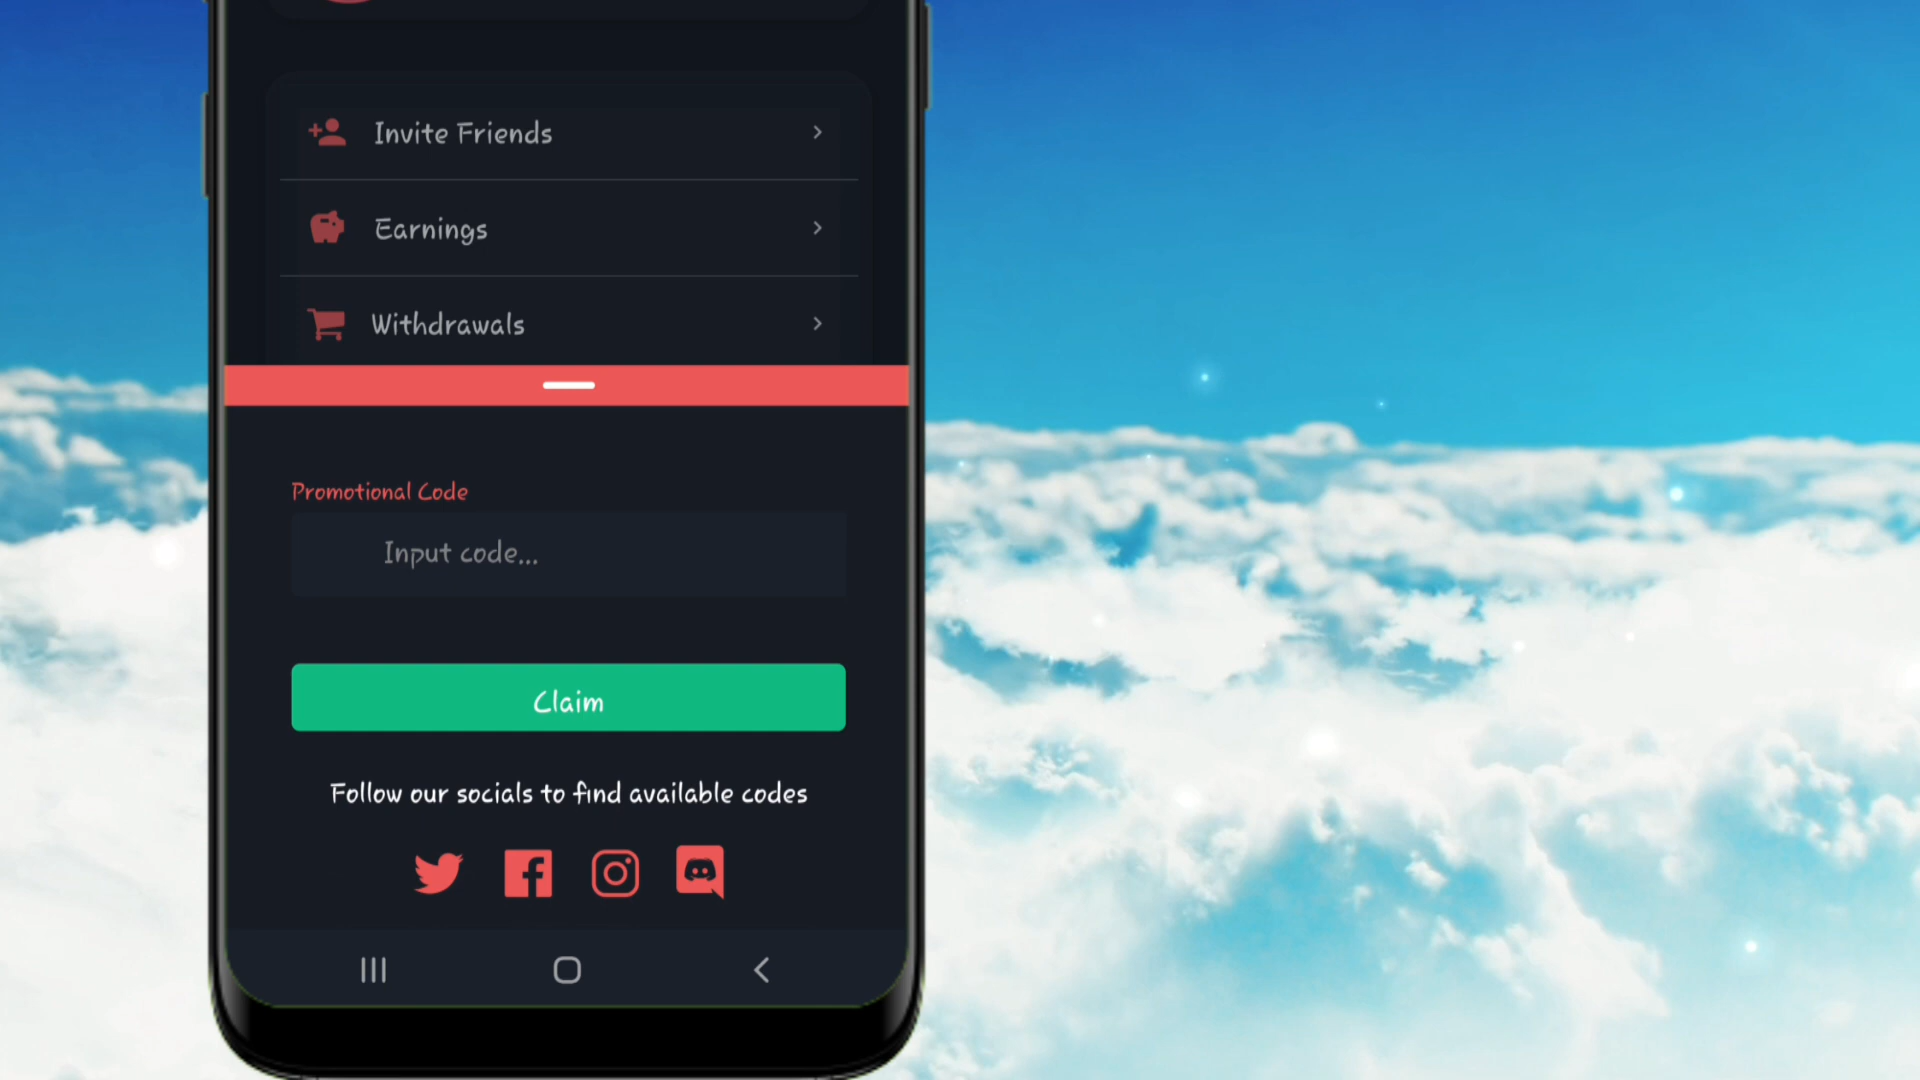 Invite Friends
Earnings
Withdrawals
Promotional Code
Input code...
Claim
Follow our socials to find available codes